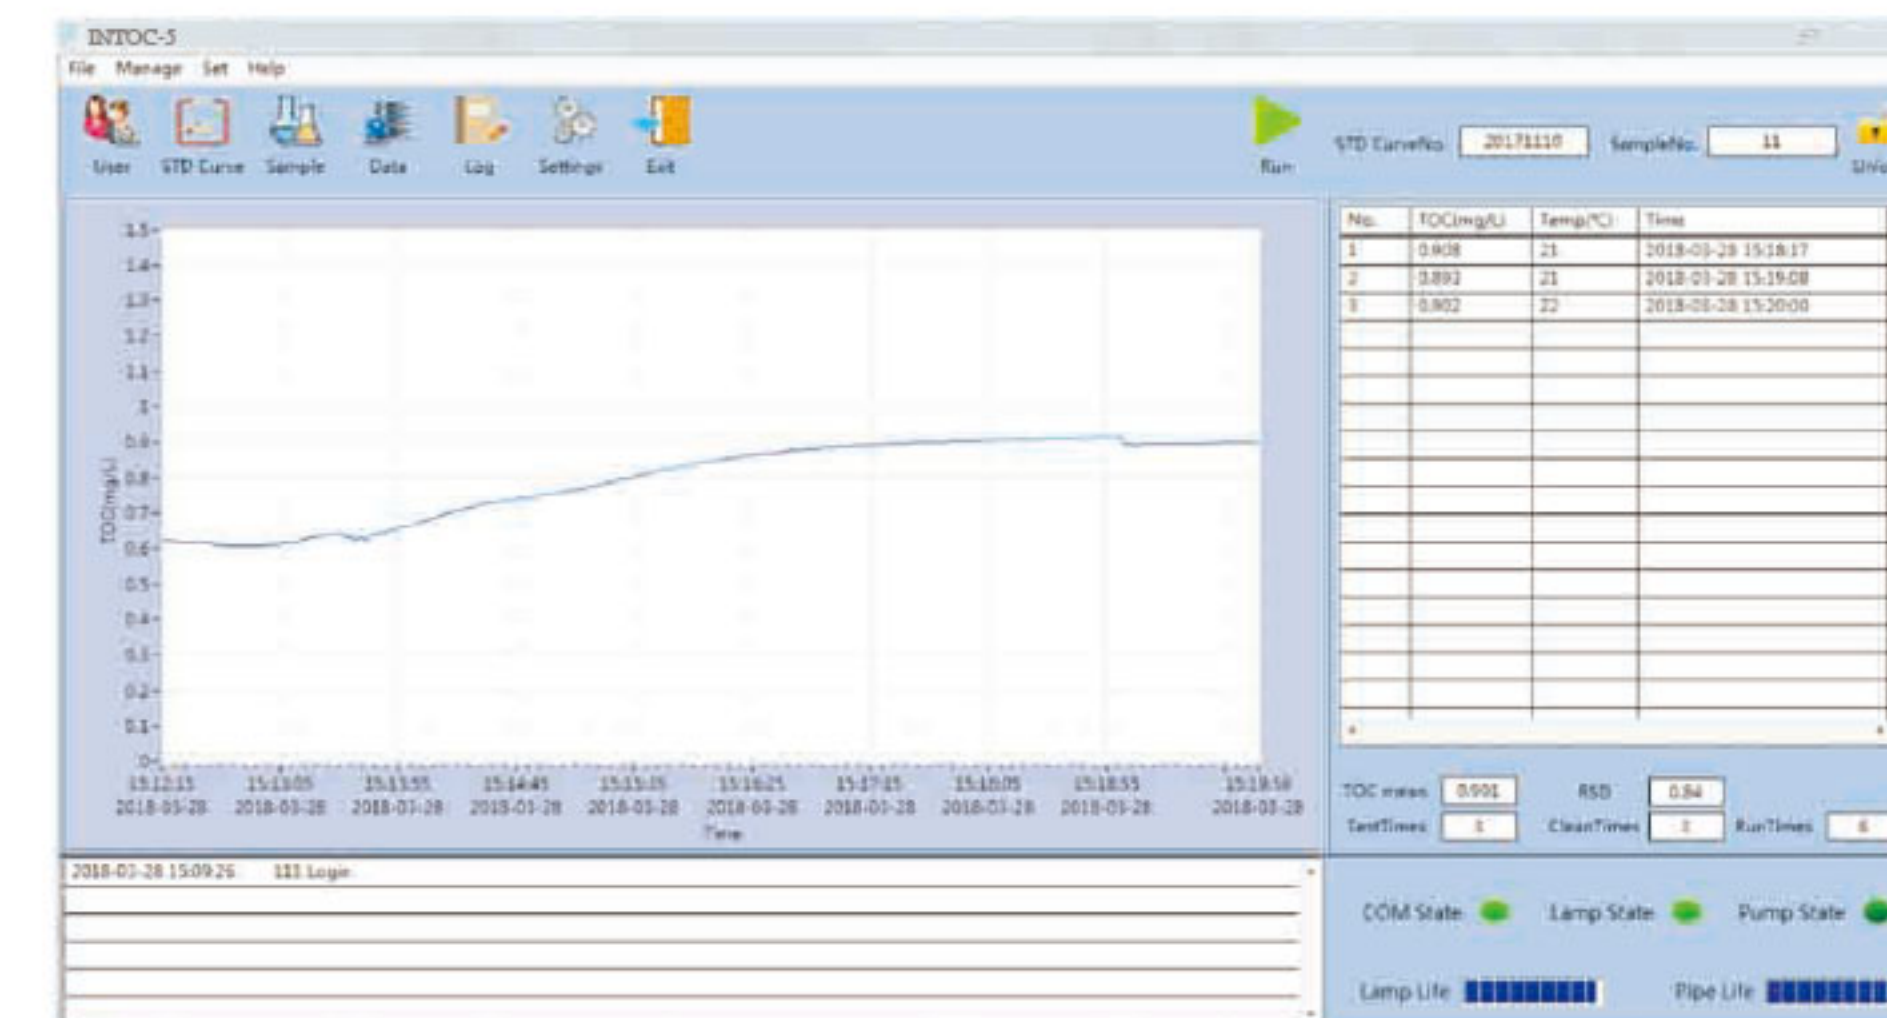 INTOC-5
File Manage Set Help
User STD Curve Sample Data Log Settings Exit
Run
STD CurveNo. 20171110 SampleNo. 11
No. TOC(mg/L) Temp(℃) Time
1 0.908 21 2018-03-28 15:18:17
2 0.893 21 2018-03-28 15:19:08
3 0.902 22 2018-03-28 15:20:00
1.5
1.4
1.3
1.2
1.1
1
0.9
0.8
0.7
0.6
0.5
0.4
0.3
0.2
0.1
0
TOC(mg/L)
15:12:15 15:13:05 15:13:55 15:14:45 15:15:35 15:16:25 15:17:15 15:18:55
2018-03-28 2018-03-28 2018-03-28 2018-03-28 2018-03-28 2018-03-28 2018-03-28 2018-03-28 2018-03-28 2018-03-28
Time
TOC mean 0.901 RSD 0.84
TestTimes CleanTimes RunTimes 6
2018-03-28 15:09:26 111 Login
COM State Lamp State Pump State
Lamp Life Pipe Life